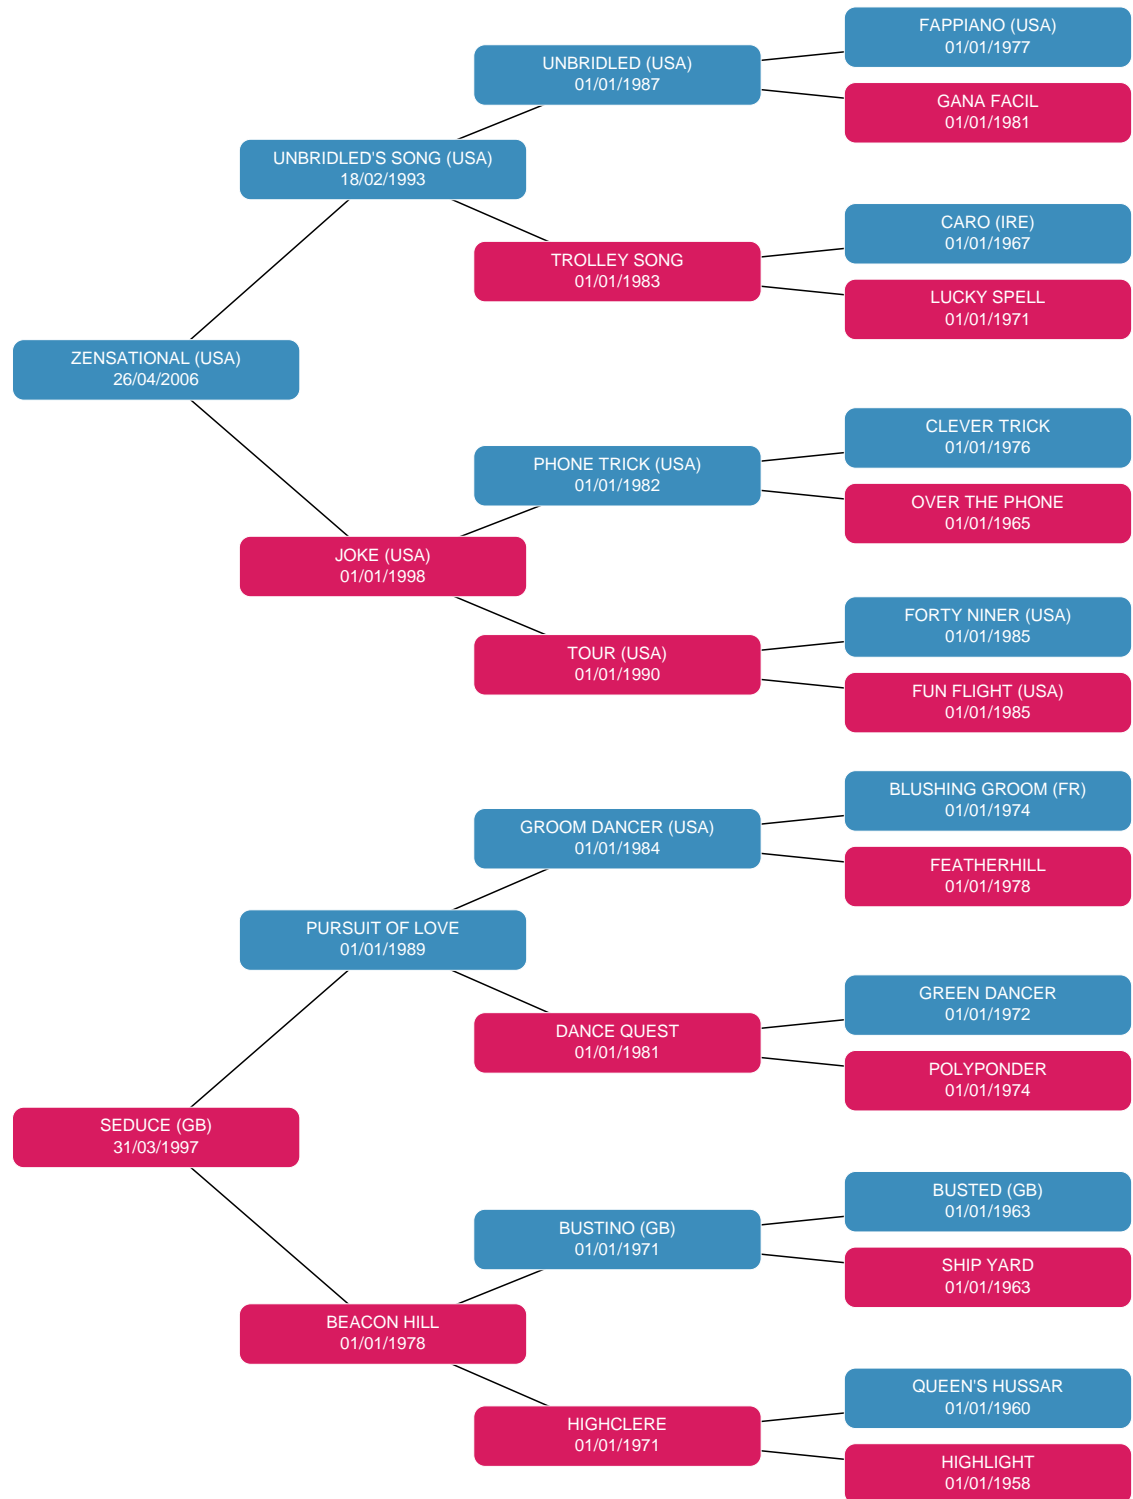 FAPPIANO (USA)
01/01/1977
UNBRIDLED (USA)
01/01/1987
GANA FACIL
01/01/1981
UNBRIDLED'S SONG (USA)
18/02/1993
CARO (IRE)
01/01/1967
TROLLEY SONG
01/01/1983
LUCKY SPELL
01/01/1971
ZENSATIONAL (USA)
26/04/2006
CLEVER TRICK
01/01/1976
PHONE TRICK (USA)
01/01/1982
OVER THE PHONE
01/01/1965
JOKE (USA)
01/01/1998
FORTY NINER (USA)
01/01/1985
TOUR (USA)
01/01/1990
FUN FLIGHT (USA)
01/01/1985
BLUSHING GROOM (FR)
01/01/1974
GROOM DANCER (USA)
01/01/1984
FEATHERHILL
01/01/1978
PURSUIT OF LOVE
01/01/1989
GREEN DANCER
01/01/1972
DANCE QUEST
01/01/1981
POLYPONDER
01/01/1974
SEDUCE (GB)
31/03/1997
BUSTED (GB)
01/01/1963
BUSTINO (GB)
01/01/1971
SHIP YARD
01/01/1963
BEACON HILL
01/01/1978
QUEEN'S HUSSAR
01/01/1960
HIGHCLERE
01/01/1971
HIGHLIGHT
01/01/1958